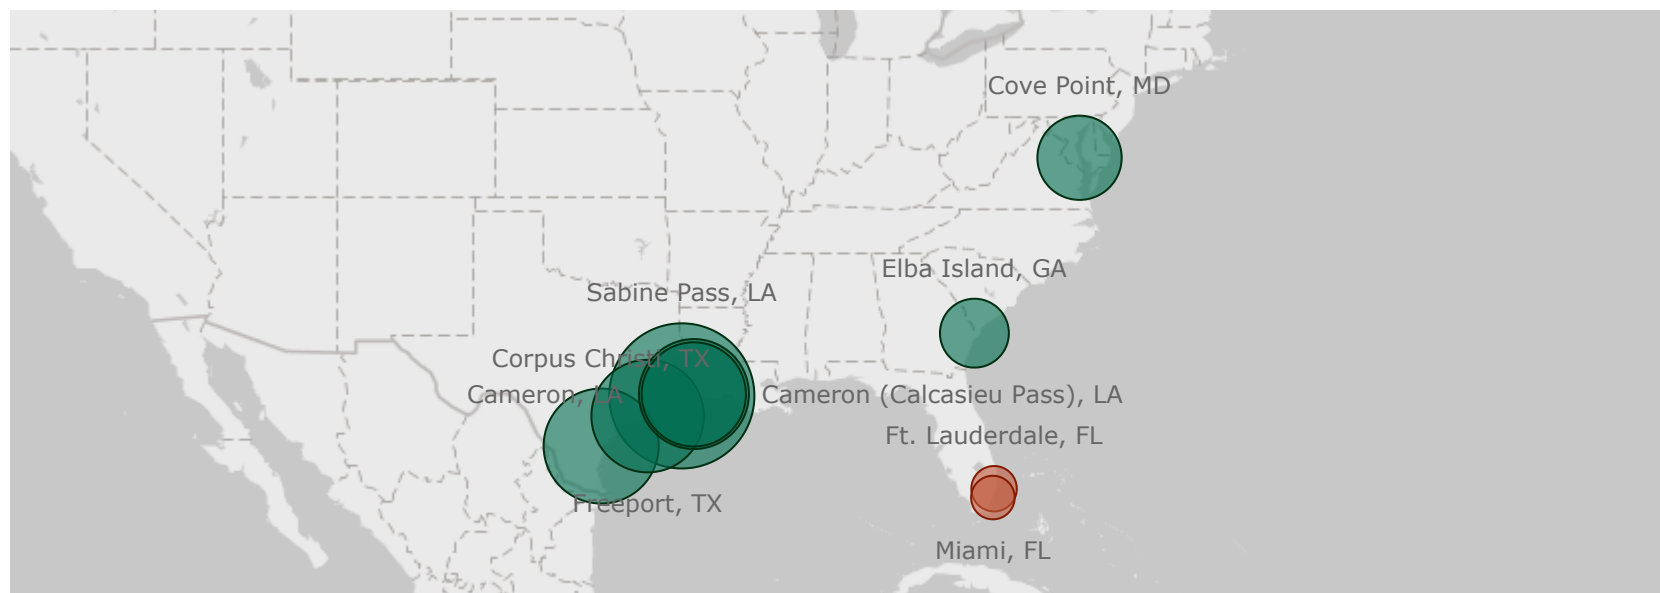 Cove Point, MD
Elba Island, GA
Sabine Pass, LA
Corpus Christi, TX
Cameron, LA
Cameron (Calcasieu Pass), LA
Ft. Lauderdale, FL
Freeport, TX
Miami, FL